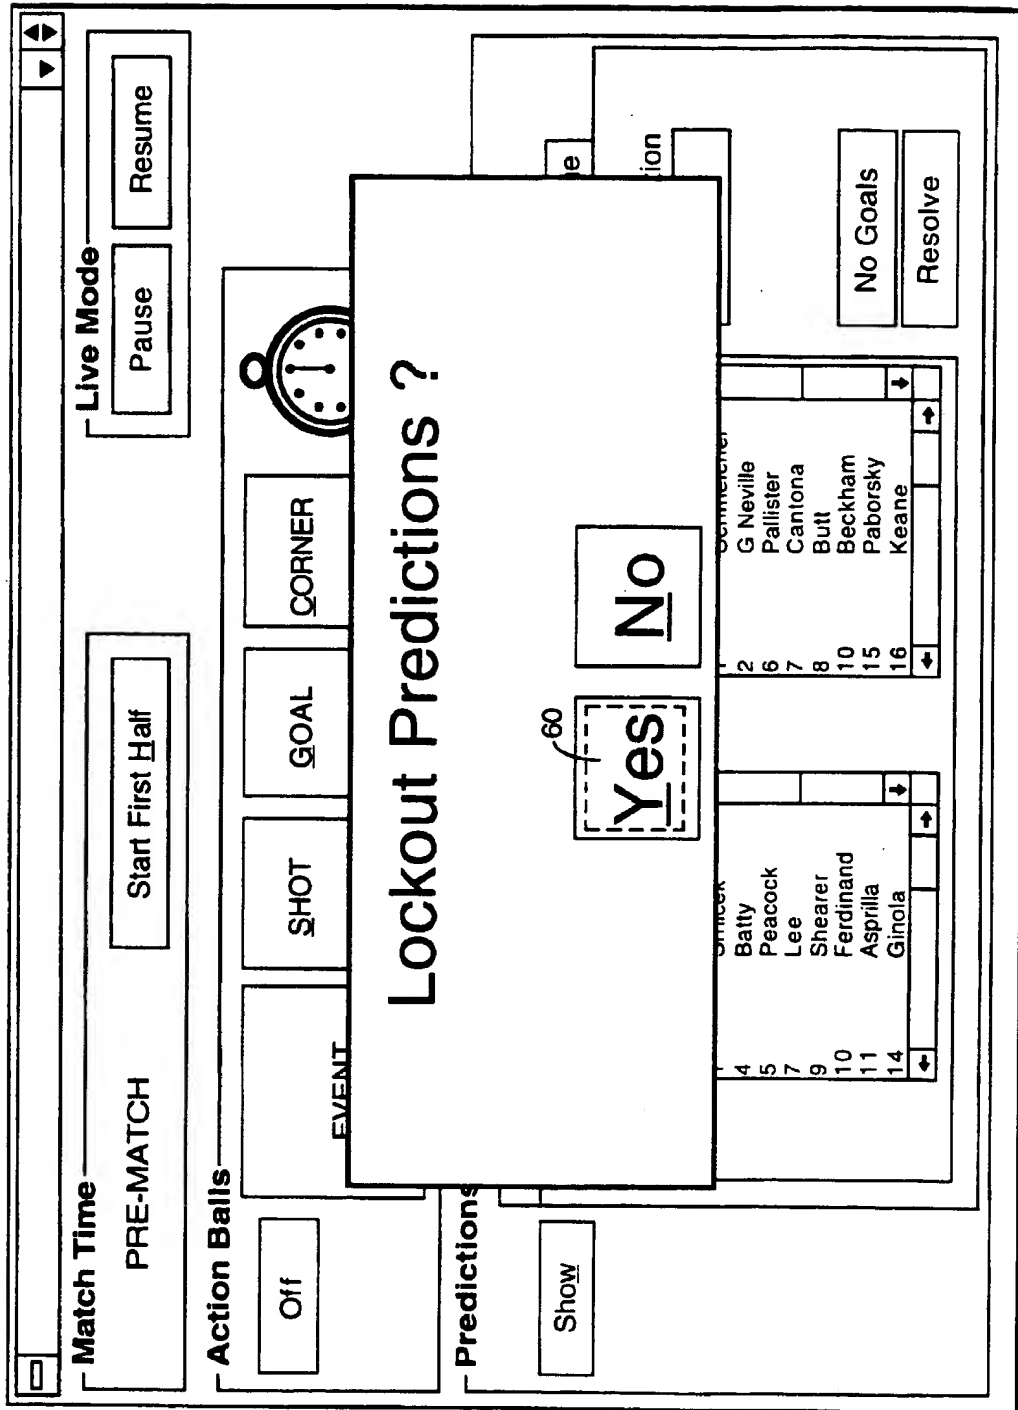 Match Time
PRE-MATCH
Start First Half
Live Mode
Pause
Resume
Action Balls
Off
EVENT
SHOT
GOAL
CORNER
Lockout Predictions ?
60
Yes
No
Predictions
Show
4 Batty
5 Peacock
7 Lee
9 Shearer
10 Ferdinand
11 Asprilla
14 Ginola
1
2 G Neville
6 Pallister
7 Cantona
8 Butt
10 Beckham
15 Paborsky
16 Keane
No Goals
Resolve